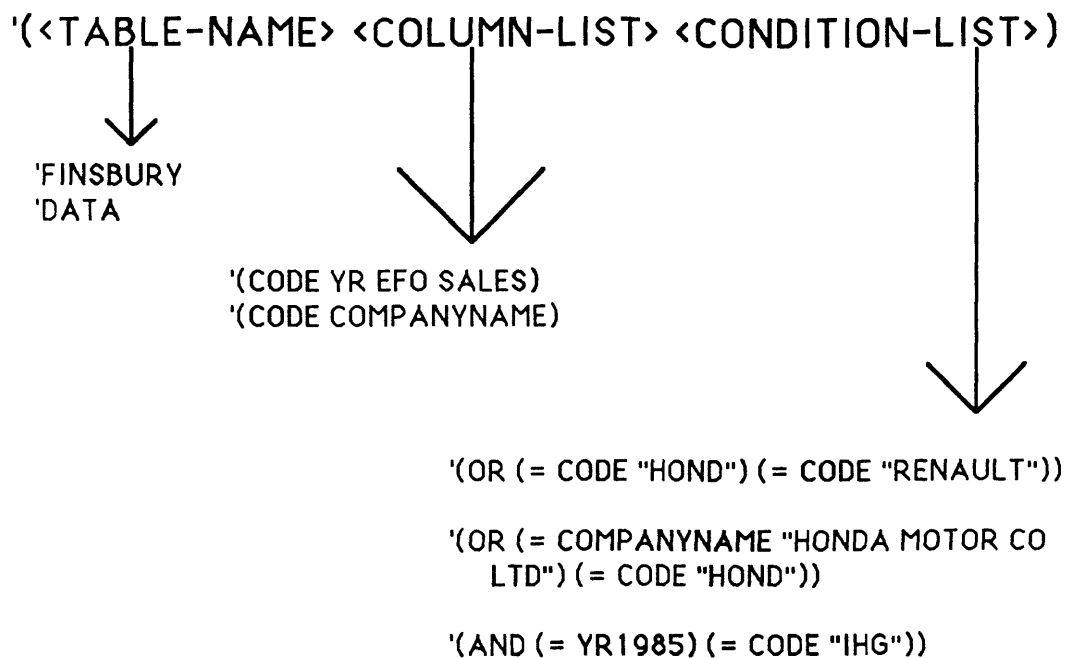 '(<TABLE-NAME> <COLUMN-LIST> <CONDITION-LIST>)
'FINSBURY
'DATA
'(CODE YR EFO SALES)
'(CODE COMPANYNAME)
'(OR (= CODE "HOND") (= CODE "RENAULT"))
'(OR (= COMPANYNAME "HONDA MOTOR CO
LTD") (= CODE "HOND"))
'(AND (= YR1985) (= CODE "IHG"))